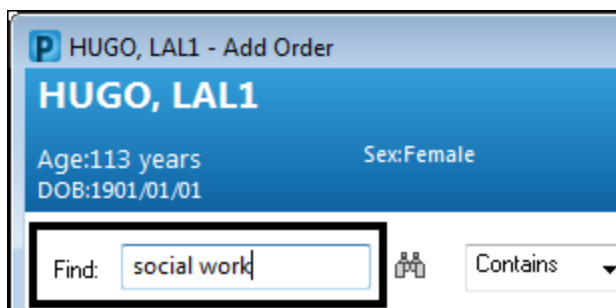 P HUGO, LAL1 - Add Order
HUGO, LAL1
Age:113 years Sex:Female
DOB:1901/01/01
Find: social work Contains